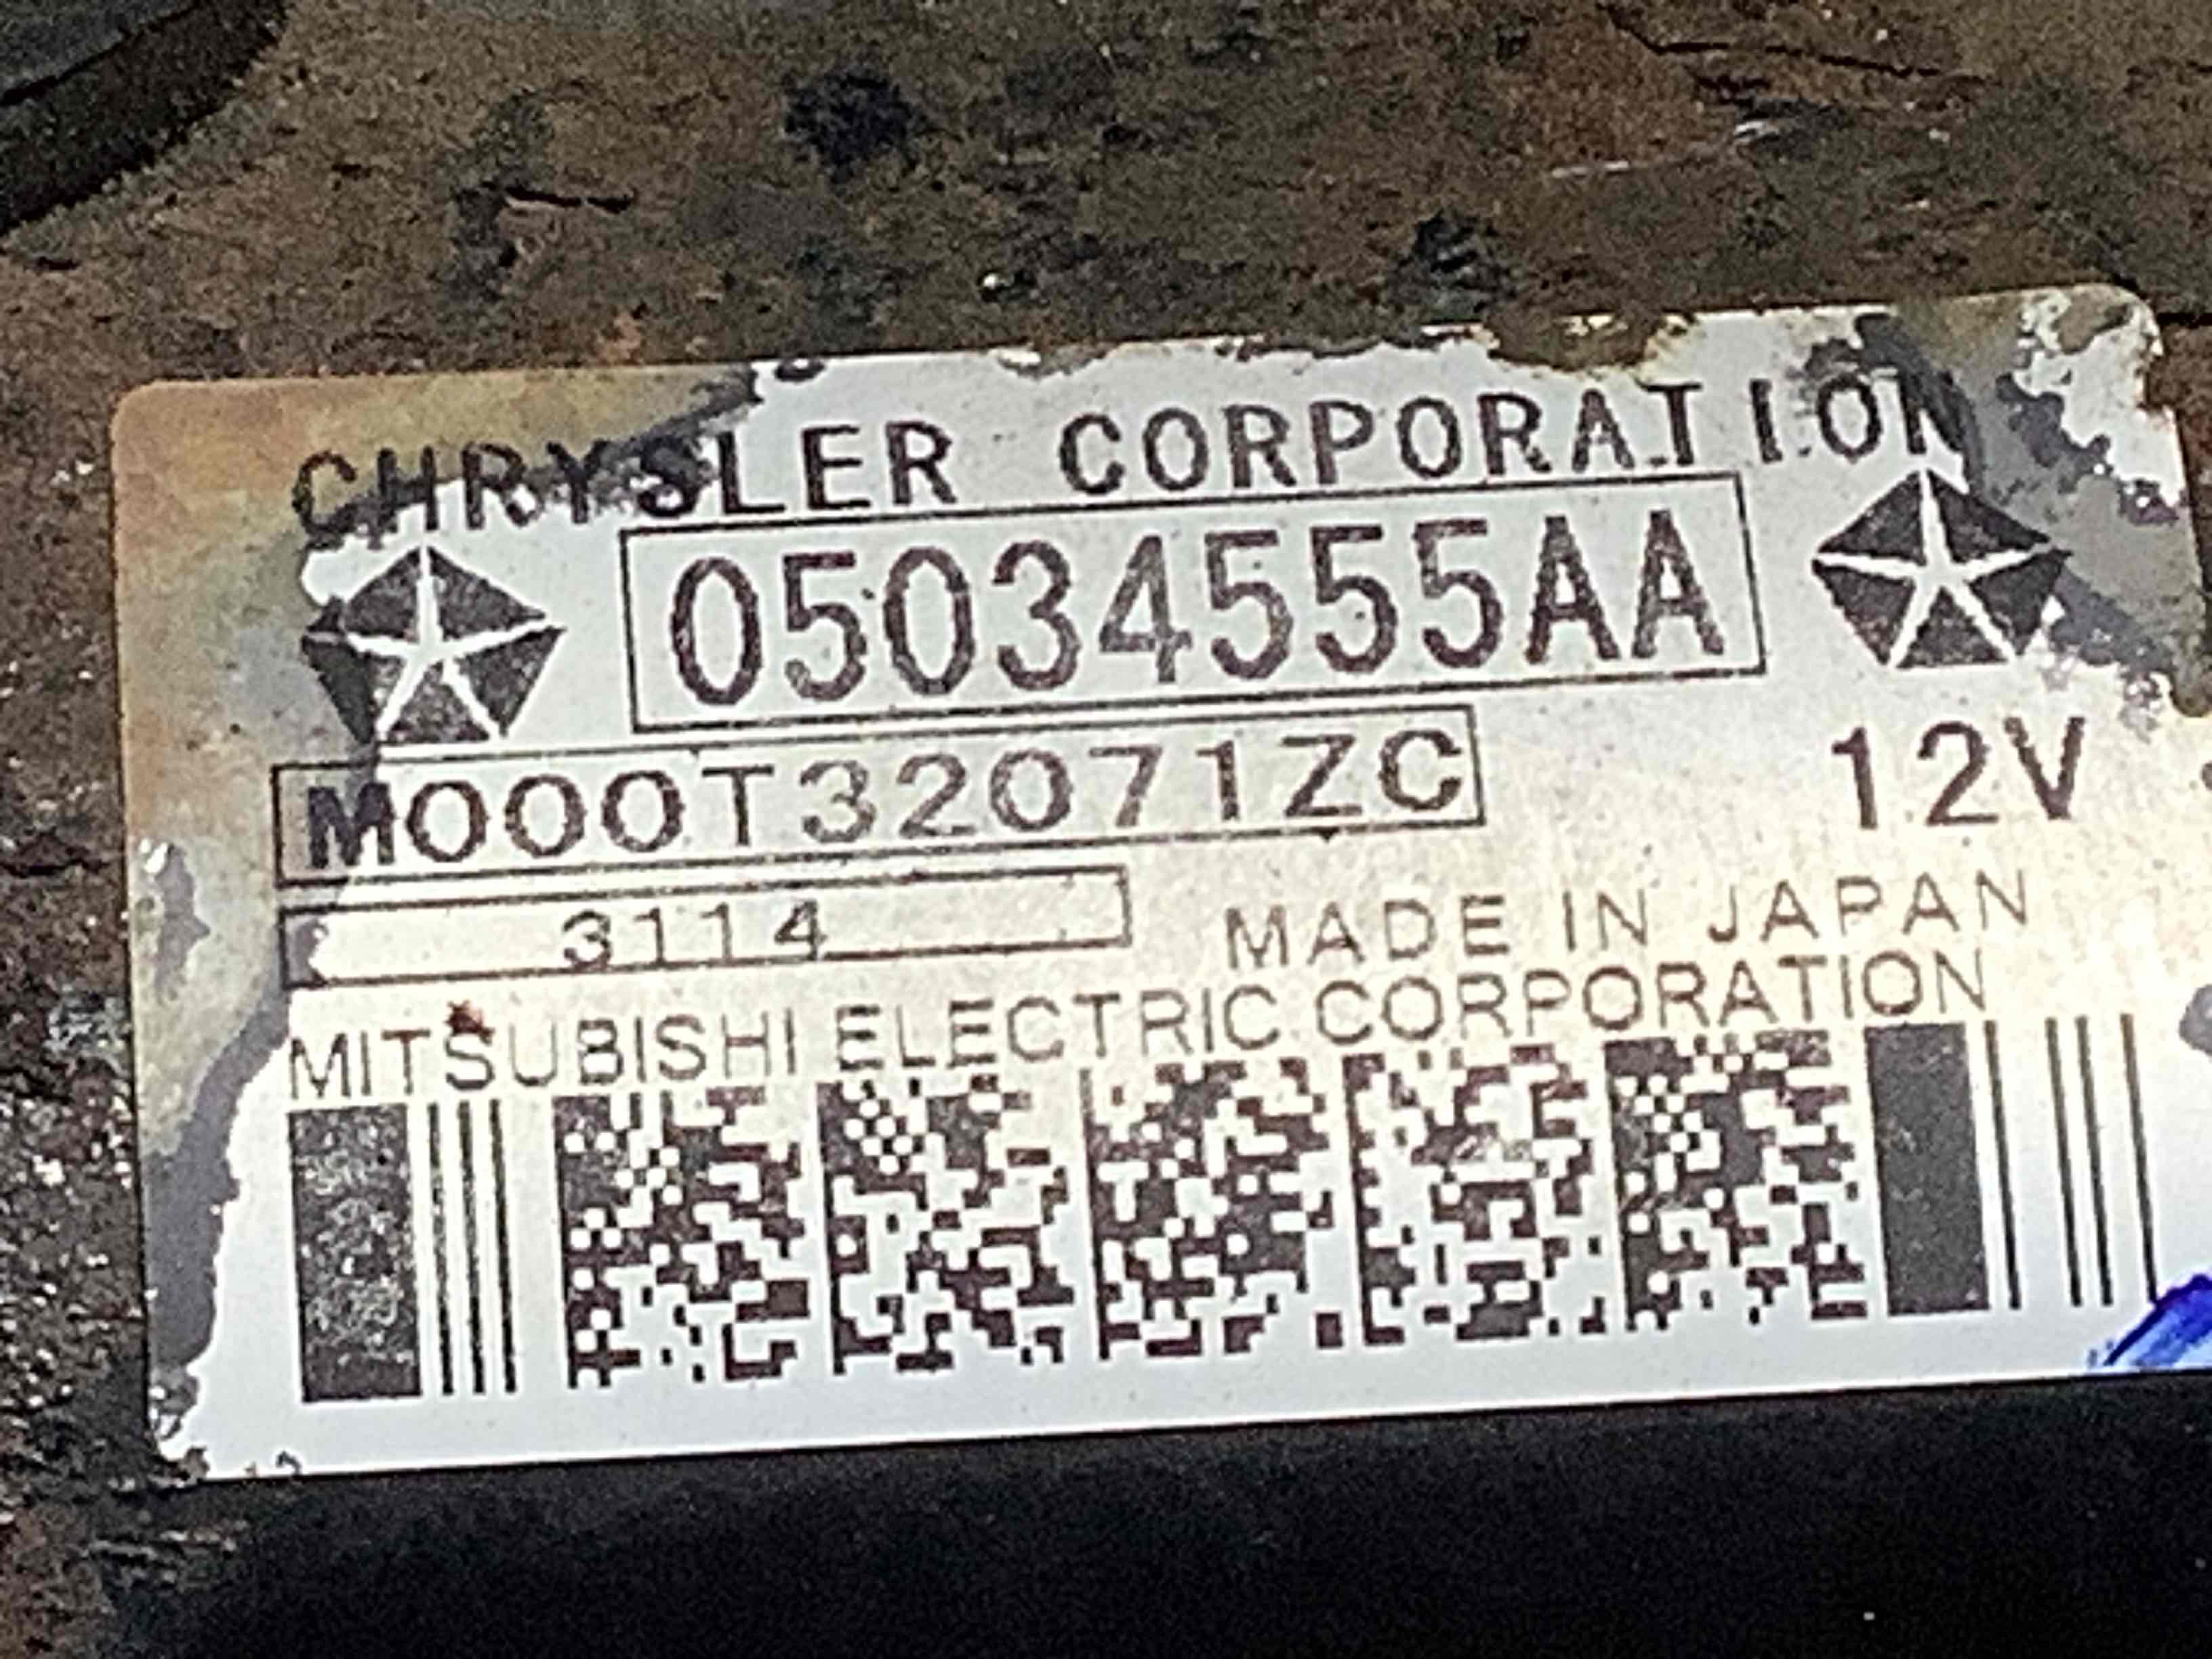 CHRYSLER CORPORATION
05034555AA
M000T32071ZC
12V
3114
MADE IN JAPAN
MITSUBISHI ELECTRIC CORPORATION